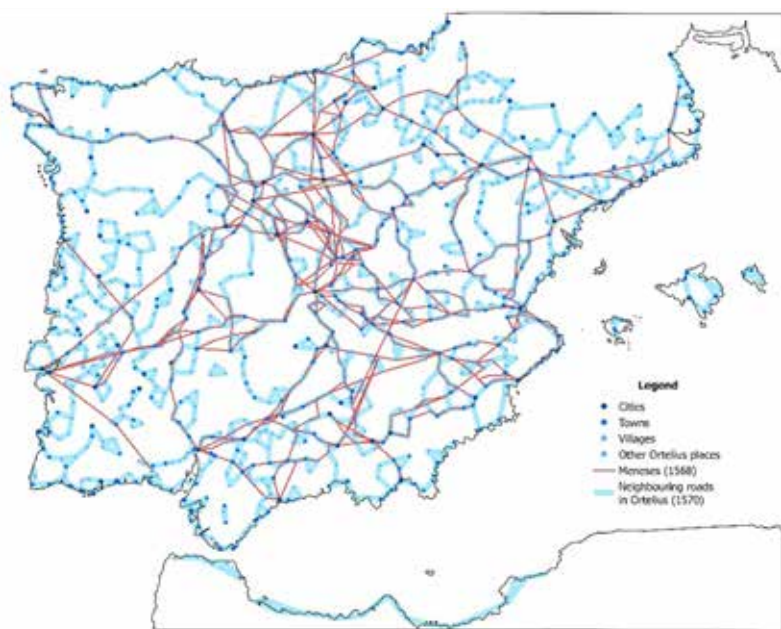 Legend
Cities
Towns
Villages
Other Ortelius places
Meneses (1568)
Neighbouring roads
in Ortelius (1570)